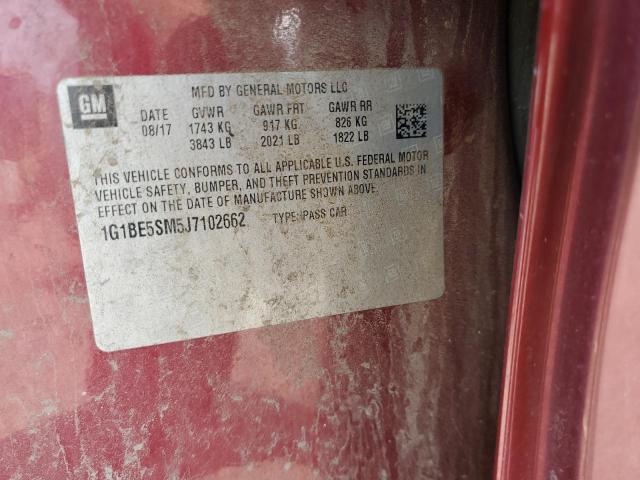 GM
MFD BY GENERAL MOTORS LLC
DATE GVWR GAWR FRT GAWR RR
08/17 1743 KG 917 KG 826 KG
3843 LB 2021 LB 1822 LB
THIS VEHICLE CONFORMS TO ALL APPLICABLE U.S. FEDERAL MOTOR
VEHICLE SAFETY, BUMPER, AND THEFT PREVENTION STANDARDS IN
EFFECT ON THE DATE OF MANUFACTURE SHOWN ABOVE.
1G1BE5SM5J7102662 TYPE: PASS CAR